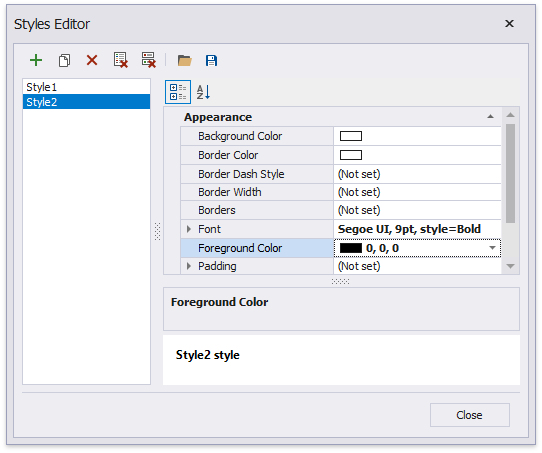 Styles Editor
Style1
Style2
Appearance
Background Color
Border Color
Border Dash Style (Not set)
Border Width (Not set)
Borders (Not set)
Font Segoe UI, 9pt, style=Bold
Foreground Color 0, 0, 0
Padding (Not set)
Foreground Color
Style2 style
Close